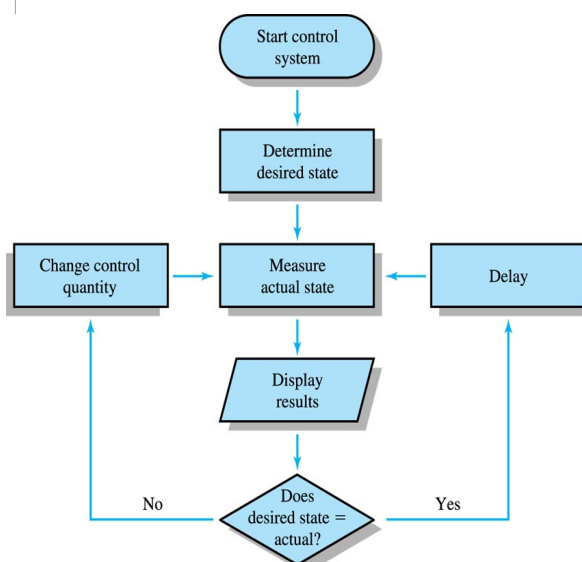 Start control
system
Determine
desired state
Change control
quantity
Measure
actual state
Delay
Display
results
No
Does
desired state =
actual?
Yes